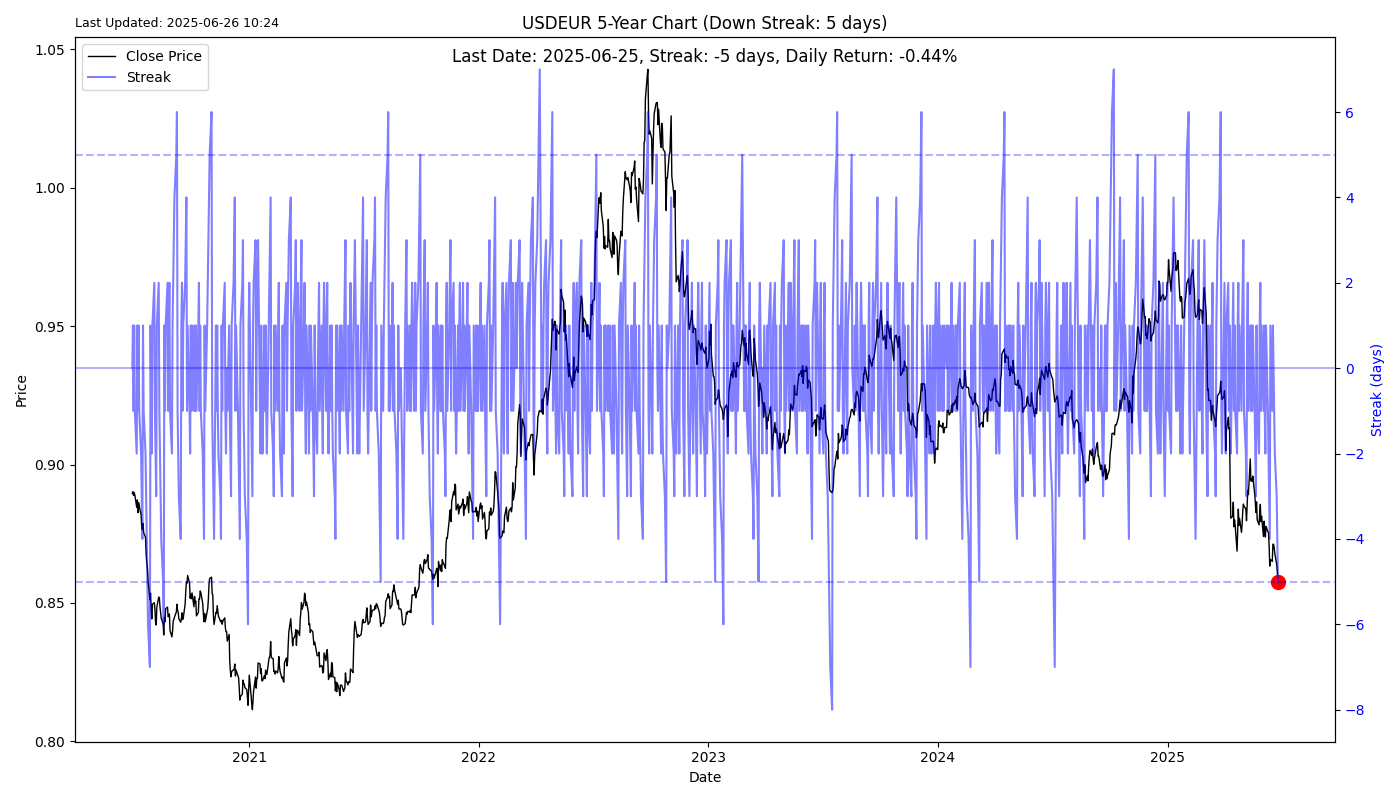 Last Updated: 2025-06-26 10:24
USDEUR 5-Year Chart (Down Streak: 5 days)
Last Date: 2025-06-25, Streak: -5 days, Daily Return: -0.44%
Close Price
Streak
1.05
1.00
0.95
0.90
0.85
0.80
Price
6
4
2
0
−2
−4
−6
−8
Streak (days)
2021
2022
2023
2024
2025
Date